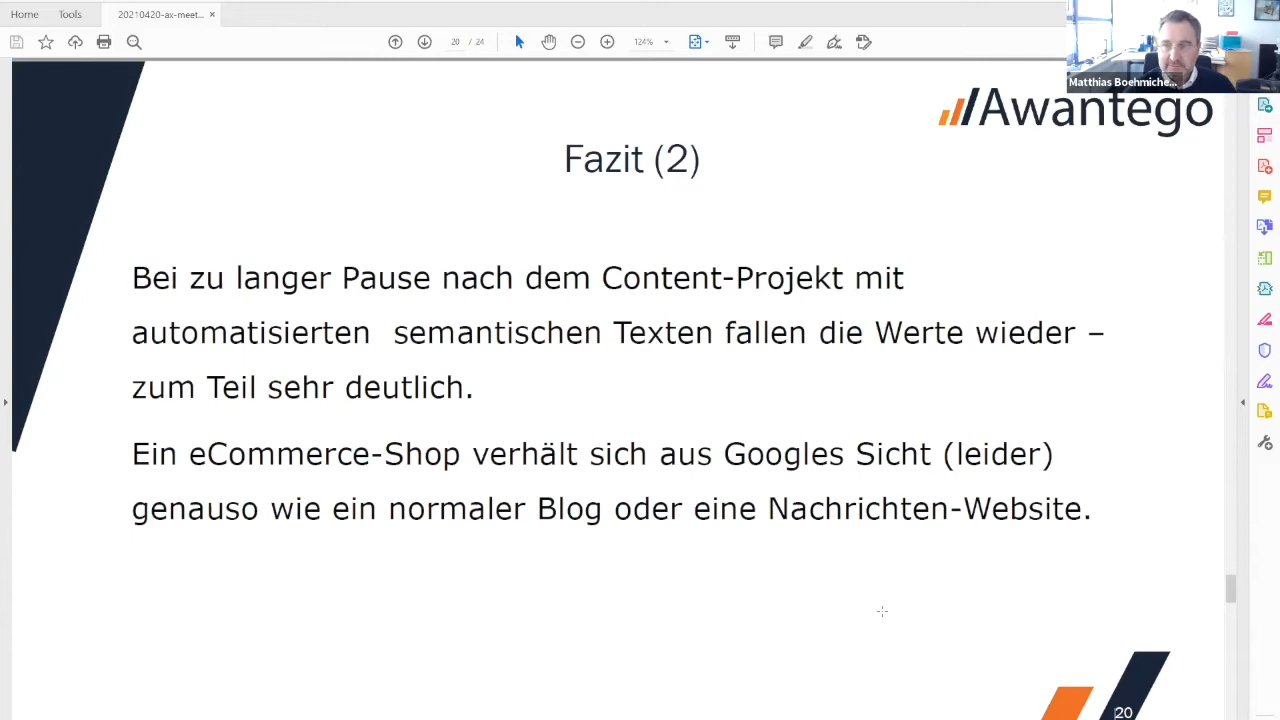 Home Tools 20210420-ax-meet... ×
20 / 24 124%
Matthias Boehmiche...
Awantego
Fazit (2)
Bei zu langer Pause nach dem Content-Projekt mit
automatisierten semantischen Texten fallen die Werte wieder –
zum Teil sehr deutlich.
Ein eCommerce-Shop verhält sich aus Googles Sicht (leider)
genauso wie ein normaler Blog oder eine Nachrichten-Website.
20